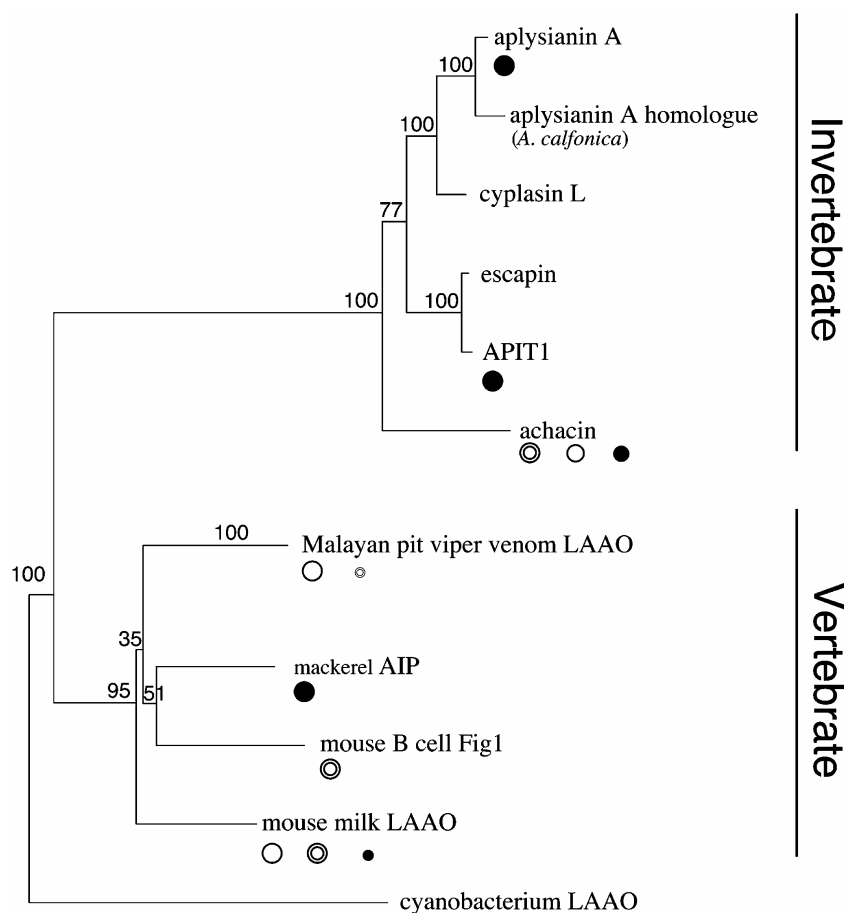 aplysianin A
100
aplysianin A homologue
(A. calfonica)
100
cyplasin L
77
escapin
100
100
APIT1
achacin
Invertebrate
100
Malayan pit viper venom LAAO
100
35
mackerel AIP
95
51
mouse B cell Fig1
mouse milk LAAO
Vertebrate
cyanobacterium LAAO